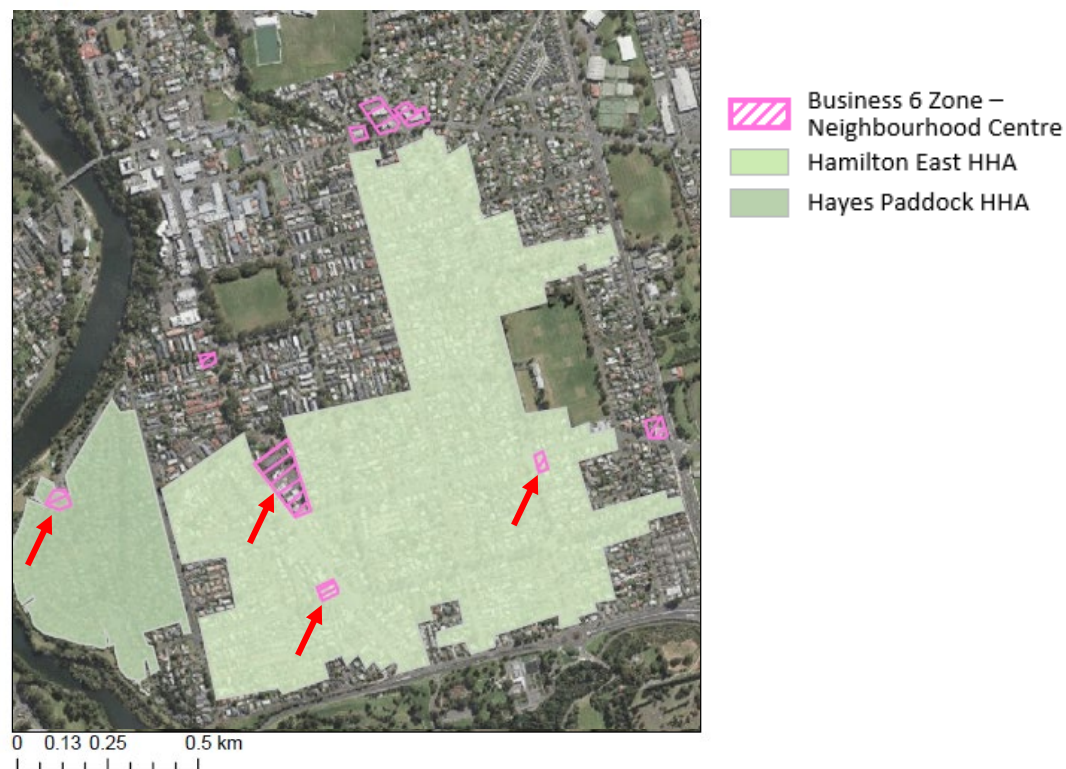 Business 6 Zone –
Neighbourhood Centre
Hamilton East HHA
Hayes Paddock HHA
0 0.13 0.25 0.5 km